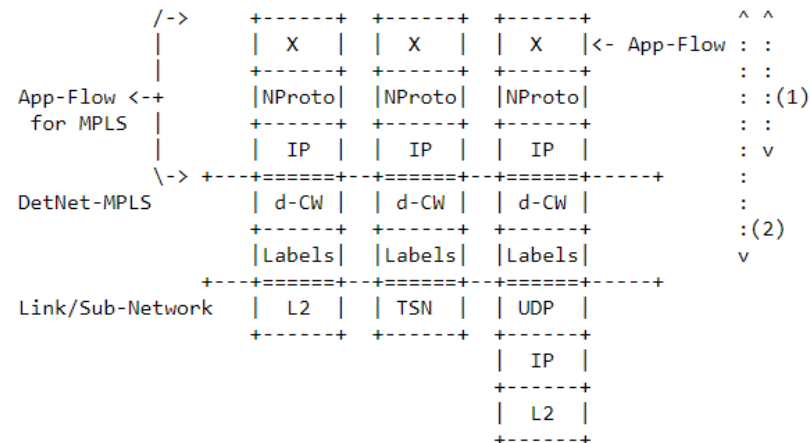 /->      +------+  +------+  +------+            ^ ^
             |        |  X   |  |  X   |  |  X   |<- App-Flow : :
             |        +------+  +------+  +------+            : :
App-Flow <-+          |NProto|  |NProto|  |NProto|            : :(1)
 for MPLS    |        +------+  +------+  +------+            : :
             |        |  IP  |  |  IP  |  |  IP  |            : v
             \-> +---+======+--+======+--+======+-----+       :
DetNet-MPLS           | d-CW |  | d-CW |  | d-CW |            :
                      +------+  +------+  +------+            :(2)
                      |Labels|  |Labels|  |Labels|            v
                 +---+======+--+======+--+======+-----+
Link/Sub-Network      |  L2  |  | TSN  |  | UDP  |
                      +------+  +------+  +------+
                                          |  IP  |
                                          +------+
                                          |  L2  |
                                          +------+